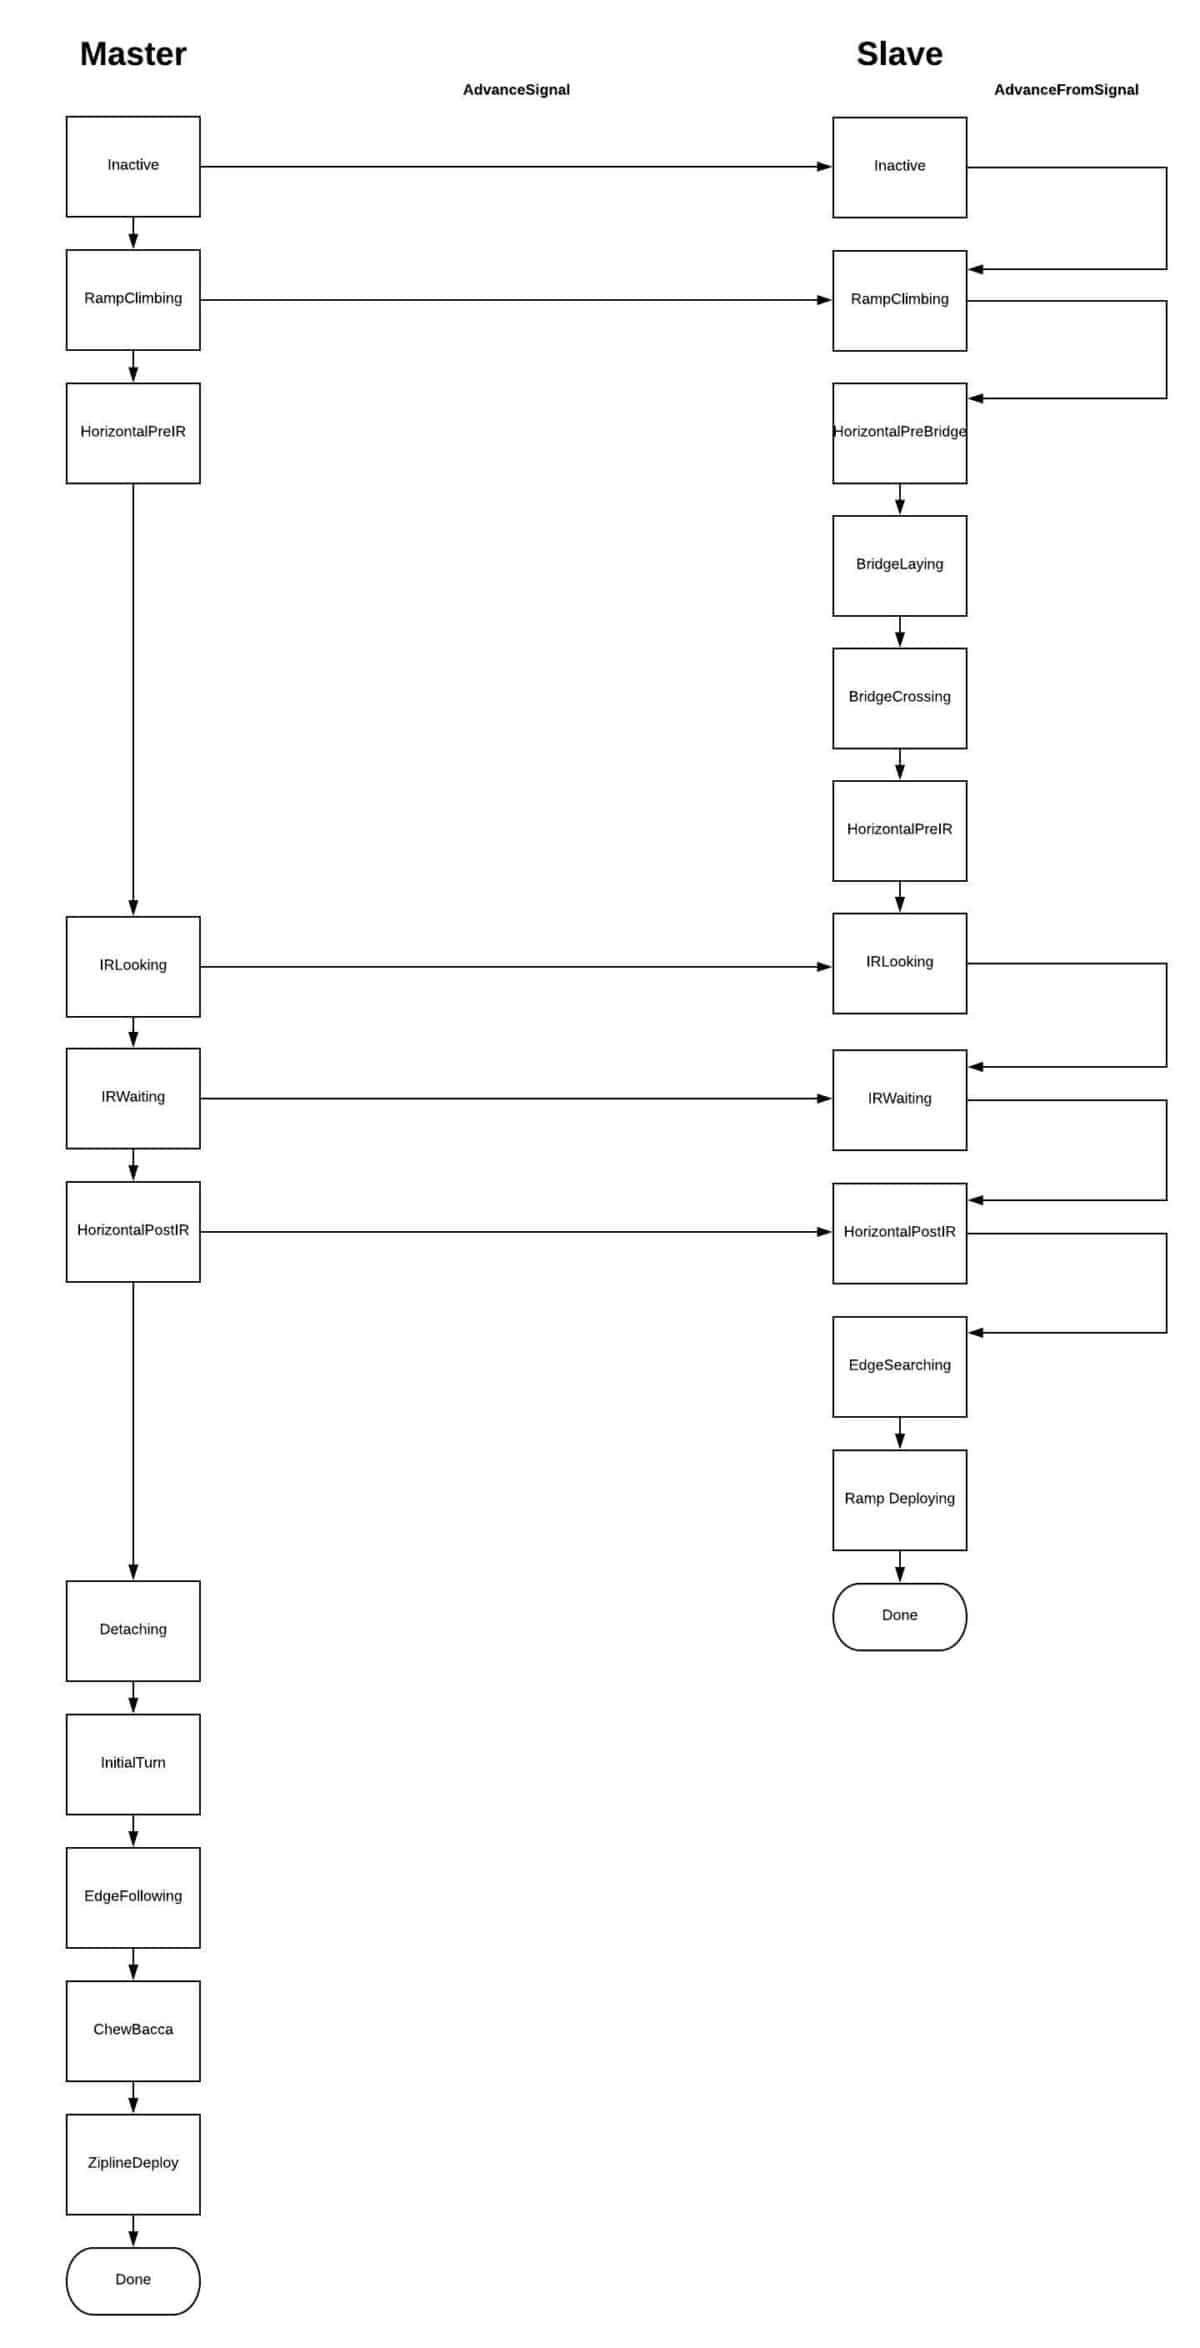 Master
Slave
AdvanceSignal
AdvanceFromSignal
Inactive
Inactive
RampClimbing
RampClimbing
HorizontalPreIR
HorizontalPreBridge
BridgeLaying
BridgeCrossing
HorizontalPreIR
IRLooking
IRLooking
IRWaiting
IRWaiting
HorizontalPostIR
HorizontalPostIR
EdgeSearching
Ramp Deploying
Done
Detaching
InitialTurn
EdgeFollowing
ChewBacca
ZiplineDeploy
Done